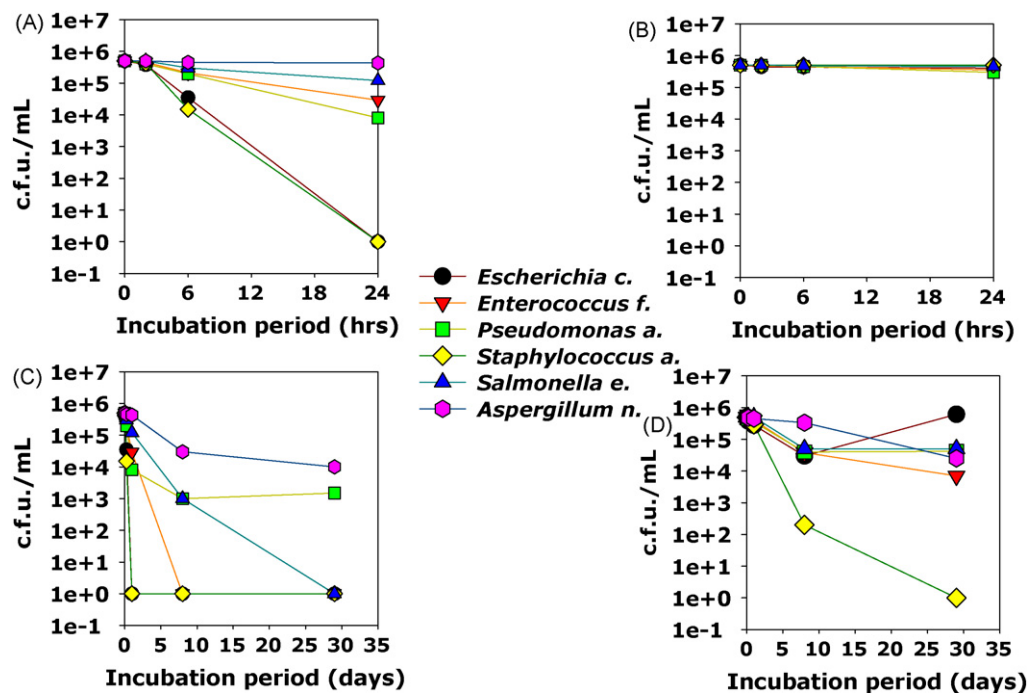 (A)
1e+7
1e+6
1e+5
1e+4
1e+3
1e+2
1e+1
1e+0
1e-1
c.f.u./mL
0 6 12 18 24
Incubation period (hrs)
(B)
1e+7
1e+6
1e+5
1e+4
1e+3
1e+2
1e+1
1e+0
1e-1
c.f.u./mL
0 6 12 18 24
Incubation period (hrs)
Escherichia c.
Enterococcus f.
Pseudomonas a.
Staphylococcus a.
Salmonella e.
Aspergillum n.
(C)
1e+7
1e+6
1e+5
1e+4
1e+3
1e+2
1e+1
1e+0
1e-1
c.f.u./mL
0 5 10 15 20 25 30 35
Incubation period (days)
(D)
1e+7
1e+6
1e+5
1e+4
1e+3
1e+2
1e+1
1e+0
1e-1
c.f.u./mL
0 5 10 15 20 25 30 35
Incubation period (days)